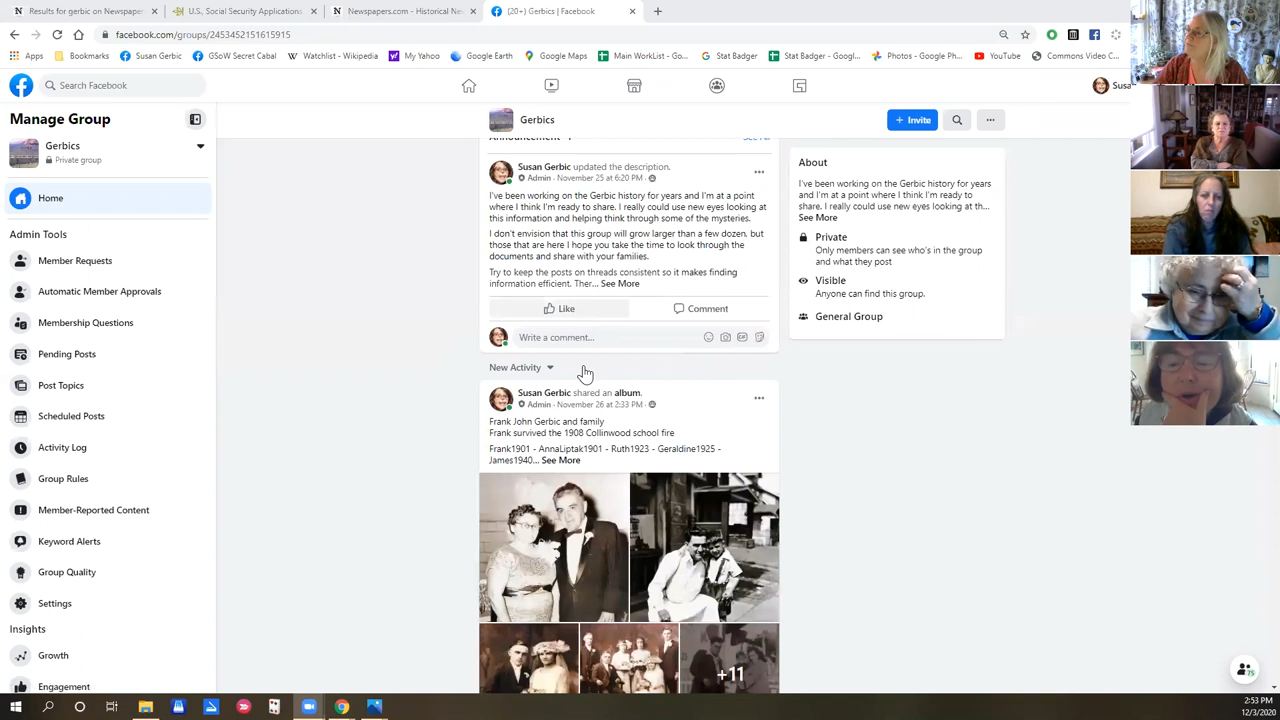 Results for gerbic on Newspaper
U.S., Social Security Applications
Newspapers.com - Historical Ne
(20+) Gerbics | Facebook
facebook.com/groups/2453452151615915
Apps
Bookmarks
Susan Gerbic
GSoW Secret Cabal
Watchlist - Wikipedia
My Yahoo
Google Earth
Google Maps
Main WorkList - Go...
Stat Badger
Stat Badger - Googl...
Photos - Google Ph...
YouTube
Commons Video C...
Search Facebook
Susa
Manage Group
Gerbics
Private group
Home
Admin Tools
Member Requests
Automatic Member Approvals
Membership Questions
Pending Posts
Post Topics
Scheduled Posts
Activity Log
Group Rules
Member-Reported Content
Keyword Alerts
Group Quality
Settings
Insights
Growth
Engagement
Gerbics
+ Invite
See All
Susan Gerbic updated the description.
Admin · November 25 at 6:20 PM ·
I've been working on the Gerbic history for years and I'm at a point
where I think I'm ready to share. I really could use new eyes looking at
this information and helping think through some of the mysteries.
I don't envision that this group will grow larger than a few dozen, but
those that are here I hope you take the time to look through the
documents and share with your families.
Try to keep the posts on threads consistent so it makes finding
information efficient. Ther... See More
Like
Comment
Write a comment...
GIF
New Activity
Susan Gerbic shared an album.
Admin · November 26 at 2:33 PM ·
Frank John Gerbic and family
Frank survived the 1908 Collinwood school fire
Frank1901 - AnnaLiptak1901 - Ruth1923 - Geraldine1925 -
James1940... See More
+11
About
I've been working on the Gerbic history for years
and I'm at a point where I think I'm ready to
share. I really could use new eyes looking at th...
See More
Private
Only members can see who's in the group
and what they post
Visible
Anyone can find this group.
General Group
2:53 PM
12/3/2020